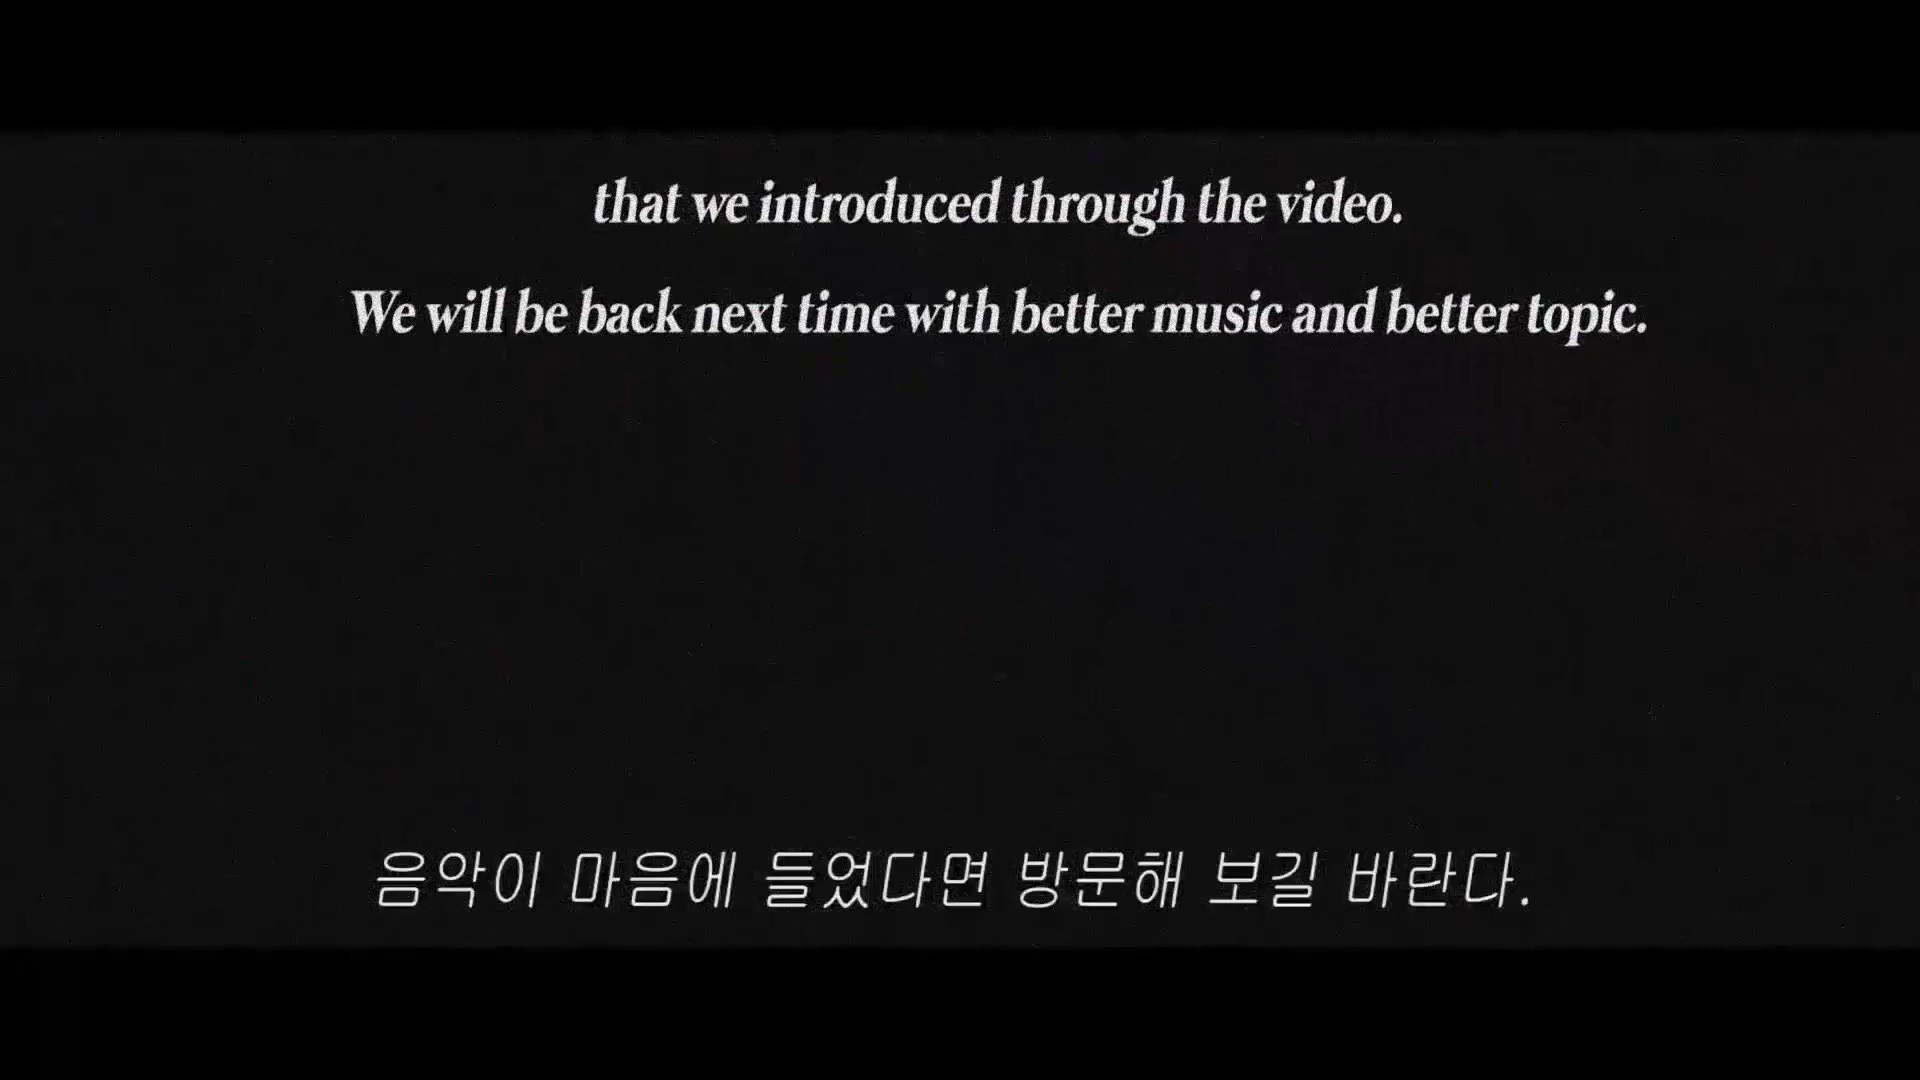 that we introduced through the video.
We will be back next time with better music and better topic.
음악이 마음에 들었다면 방문해 보길 바란다.